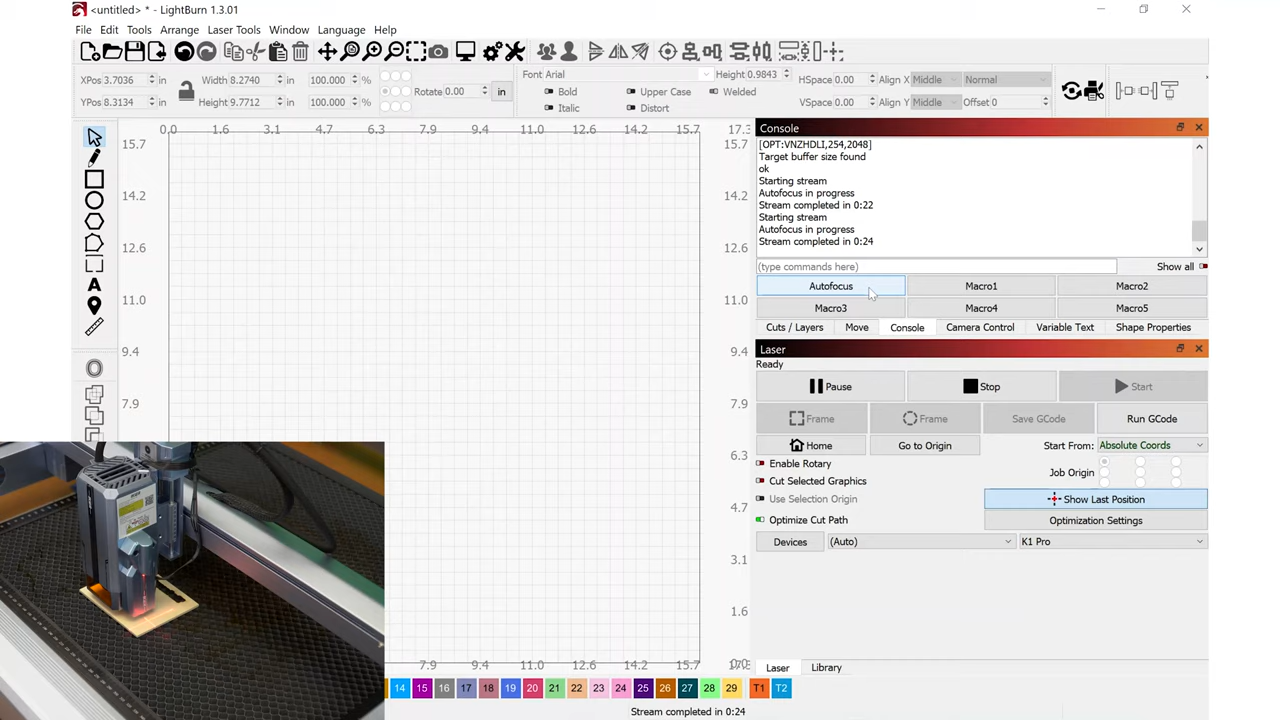 <untitled> * - LightBurn 1.3.01
File Edit Tools Arrange Laser Tools Window Language Help
XPos 3.7036 in Width 8.2740 in 100.000 %
YPos 8.3134 in Height 9.7712 in 100.000 %
Rotate 0.00 in
Font Arial Height 0.9843
Bold Upper Case Welded
Italic Distort
HSpace 0.00 Align X Middle Normal
VSpace 0.00 Align Y Middle Offset 0
0.0 1.6 3.1 4.7 6.3 7.9 9.4 11.0 12.6 14.2 15.7 17.3
15.7 15.7
14.2 14.2
12.6 12.6
11.0 11.0
9.4 9.4
7.9 7.9
6.3
4.7
3.1
1.6
7.9 9.4 11.0 12.6 14.2 15.7
Console
[OPT:VNZHDLI,254,2048]
Target buffer size found
ok
Starting stream
Autofocus in progress
Stream completed in 0:22
Starting stream
Autofocus in progress
Stream completed in 0:24
(type commands here) Show all
Autofocus Macro1 Macro2
Macro3 Macro4 Macro5
Cuts / Layers Move Console Camera Control Variable Text Shape Properties
Laser
Ready
Pause Stop Start
Frame Frame Save GCode Run GCode
Home Go to Origin Start From: Absolute Coords
Enable Rotary Job Origin
Cut Selected Graphics
Use Selection Origin Show Last Position
Optimize Cut Path Optimization Settings
Devices (Auto) K1 Pro
Laser Library
14 15 16 17 18 19 20 21 22 23 24 25 26 27 28 29 T1 T2
Stream completed in 0:24